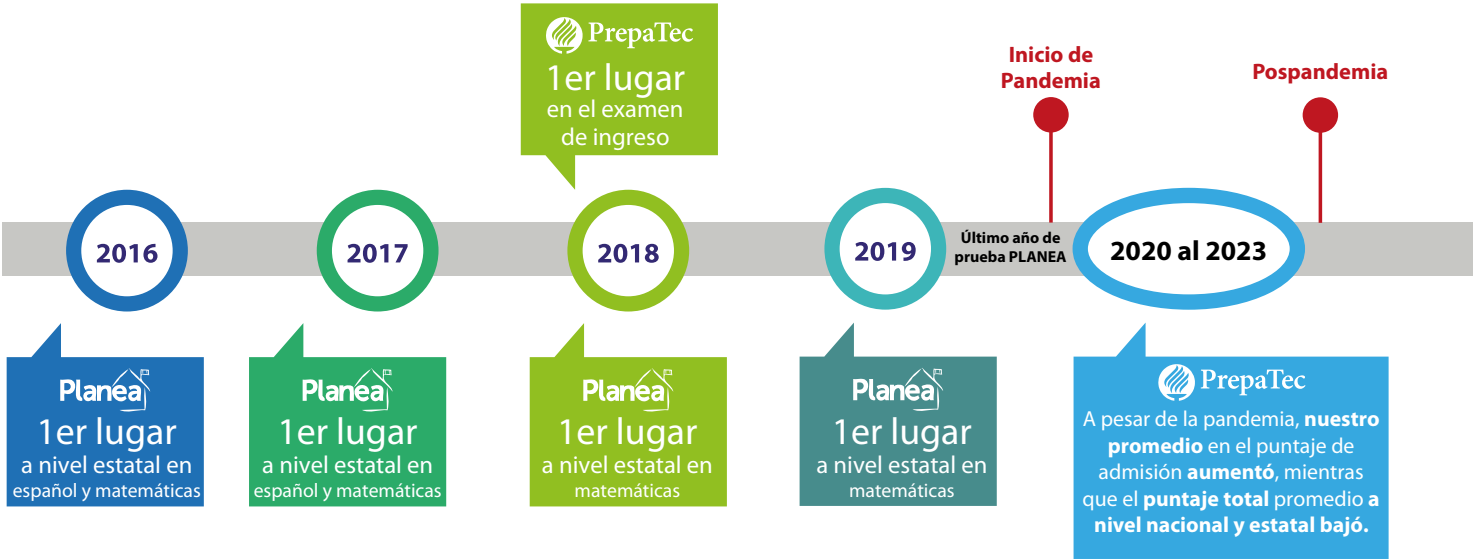 PrepaTec
1er lugar
en el examen
de ingreso
Inicio de
Pandemia
Pospandemia
2016
2017
2018
2019
Último año de
prueba PLANEA
2020 al 2023
Planea
1er lugar
a nivel estatal en
español y matemáticas
Planea
1er lugar
a nivel estatal en
español y matemáticas
Planea
1er lugar
a nivel estatal en
matemáticas
Planea
1er lugar
a nivel estatal en
matemáticas
PrepaTec
A pesar de la pandemia, nuestro
promedio en el puntaje de
admisión aumentó, mientras
que el puntaje total promedio a
nivel nacional y estatal bajó.